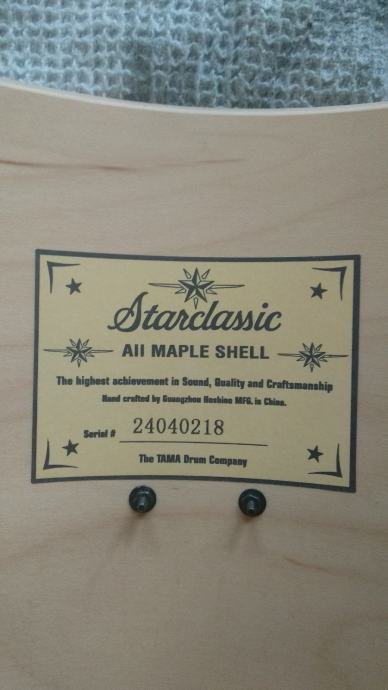 Starclassic
All MAPLE SHELL
The highest achievement in Sound, Quality and Craftsmanship
Hand crafted by Guangzhou Hoshino MFG. in China.
Serial # 24040218
The TAMA Drum Company